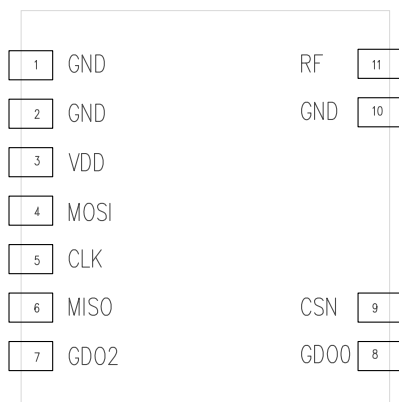 1 GND RF 11
2 GND GND 10
3 VDD
4 MOSI
5 CLK
6 MISO CSN 9
7 GDO2 GDO0 8